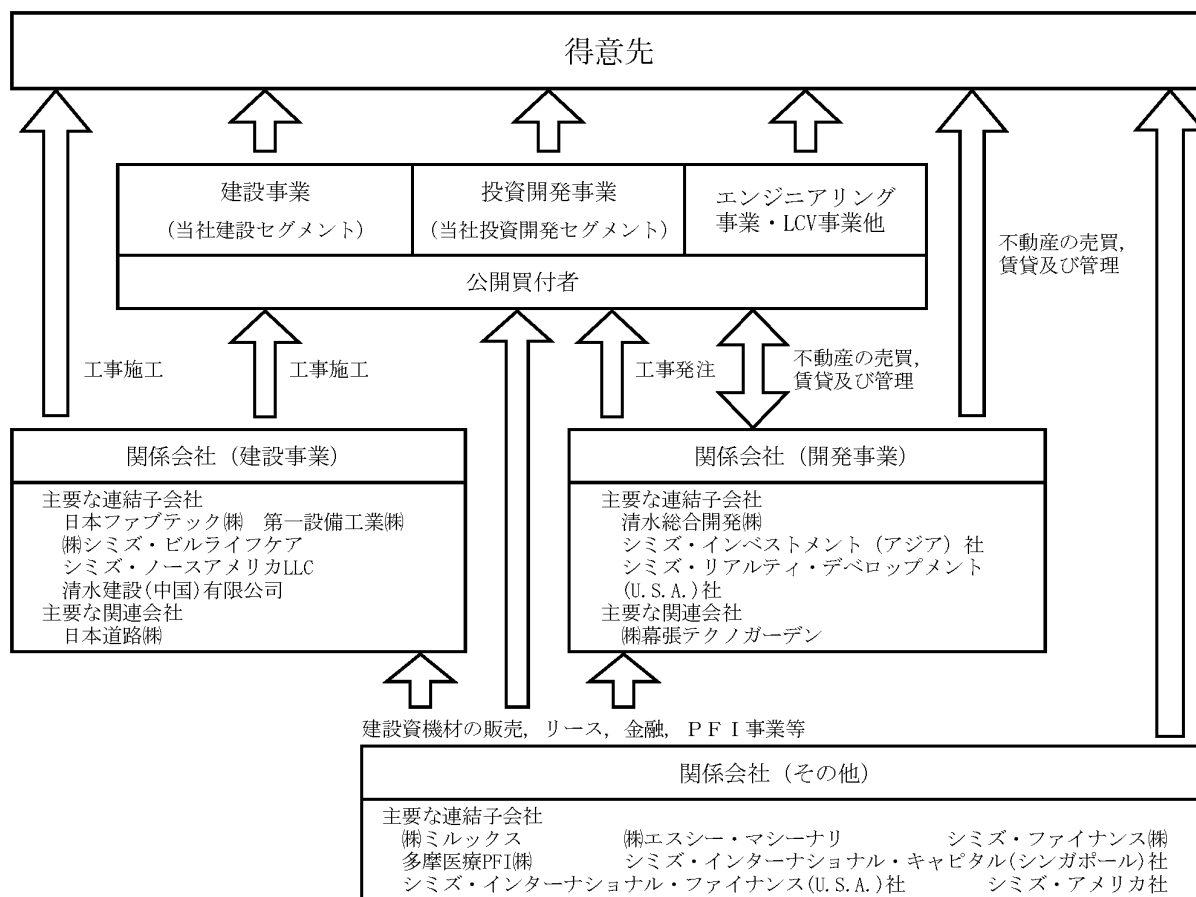 得意先
建設事業
(当社建設セグメント)
投資開発事業
(当社投資開発セグメント)
エンジニアリング
事業・LCV事業他
公開買付者
不動産の売買,
賃貸及び管理
工事施工
工事施工
工事発注
不動産の売買,
賃貸及び管理
関係会社(建設事業)
主要な連結子会社
日本ファブテック㈱ 第一設備工業㈱
㈱シミズ・ビルライフケア
シミズ・ノースアメリカLLC
清水建設(中国)有限公司
主要な関連会社
日本道路㈱
関係会社(開発事業)
主要な連結子会社
清水総合開発㈱
シミズ・インベストメント(アジア)社
シミズ・リアルティ・デベロップメント
(U.S.A.)社
主要な関連会社
㈱幕張テクノガーデン
建設資機材の販売, リース, 金融, PFI事業等
関係会社(その他)
主要な連結子会社
㈱ミルックス ㈱エスシー・マシーナリ シミズ・ファイナンス㈱
多摩医療PFI㈱ シミズ・インターナショナル・キャピタル(シンガポール)社
シミズ・インターナショナル・ファイナンス(U.S.A.)社 シミズ・アメリカ社